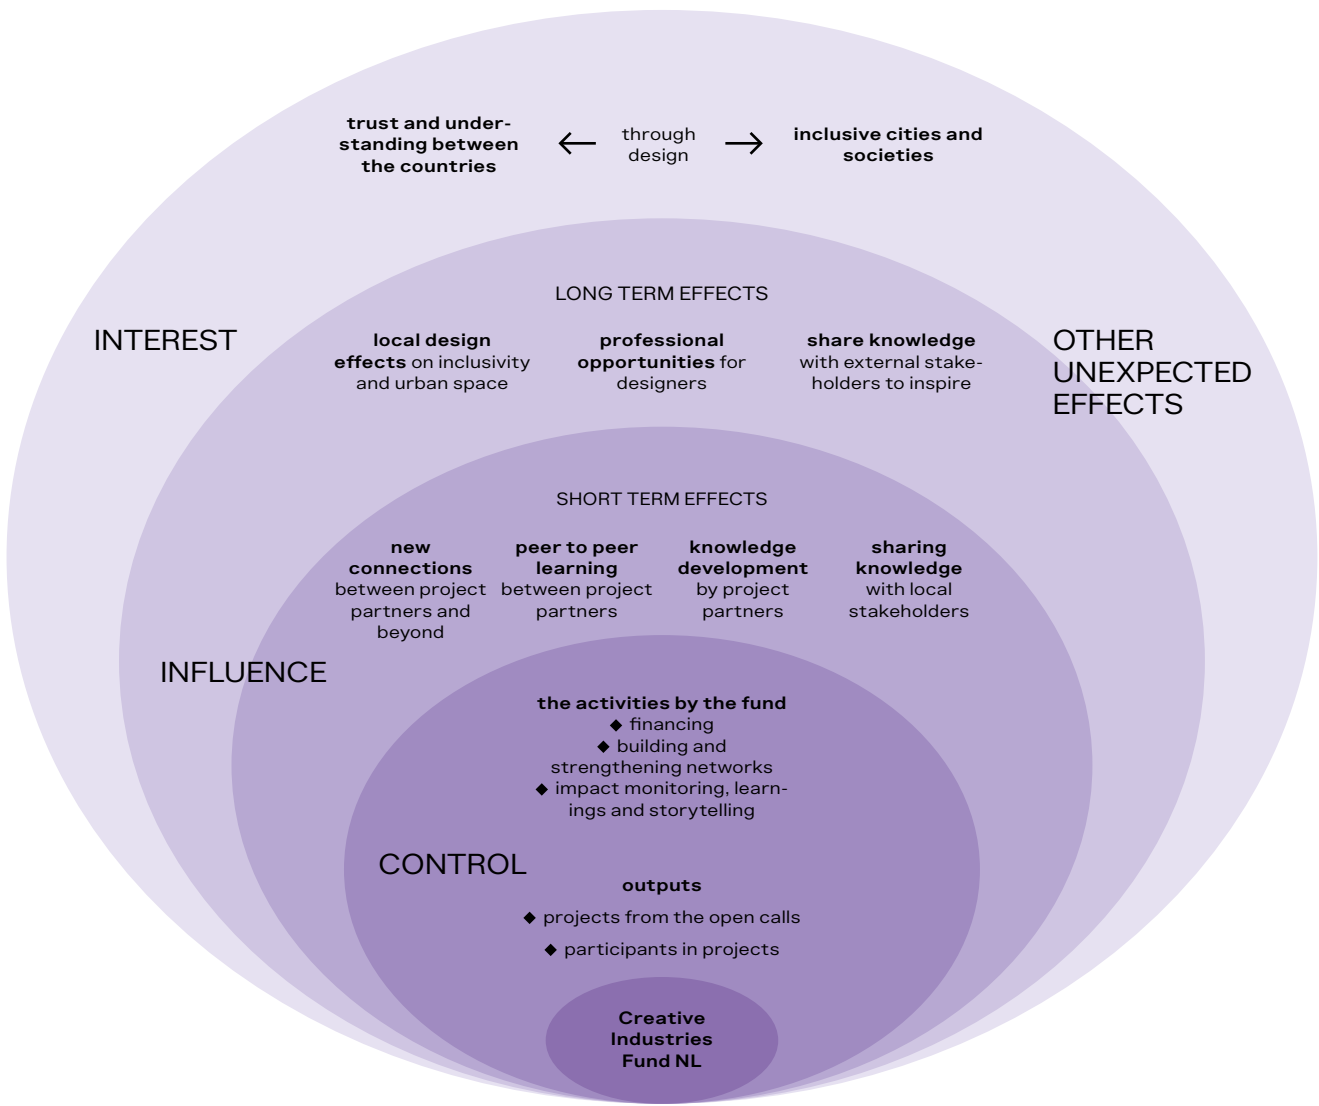 trust and under-
standing between
the countries
through
design
inclusive cities and
societies
LONG TERM EFFECTS
INTEREST
local design
effects on inclusivity
and urban space
professional
opportunities for
designers
share knowledge
with external stake-
holders to inspire
OTHER
UNEXPECTED
EFFECTS
SHORT TERM EFFECTS
new
connections
between project
partners and
beyond
peer to peer
learning
between project
partners
knowledge
development
by project
partners
sharing
knowledge
with local
stakeholders
INFLUENCE
the activities by the fund
◆ financing
◆ building and
strengthening networks
◆ impact monitoring, learn-
ings and storytelling
CONTROL
outputs
◆ projects from the open calls
◆ participants in projects
Creative
Industries
Fund NL